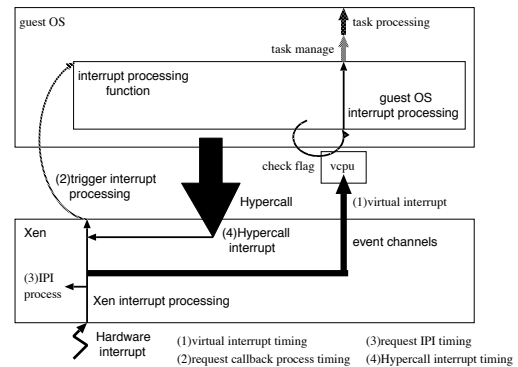 guest OS
task processing
task manage
interrupt processing
function
guest OS
interrupt processing
check flag
vcpu
(2)trigger interrupt
processing
Hypercall
(1)virtual interrupt
Xen
(4)Hypercall
interrupt
event channels
(3)IPI
process
Xen interrupt processing
Hardware
interrupt
(1)virtual interrupt timing
(3)request IPI timing
(2)request callback process timing
(4)Hypercall interrupt timing